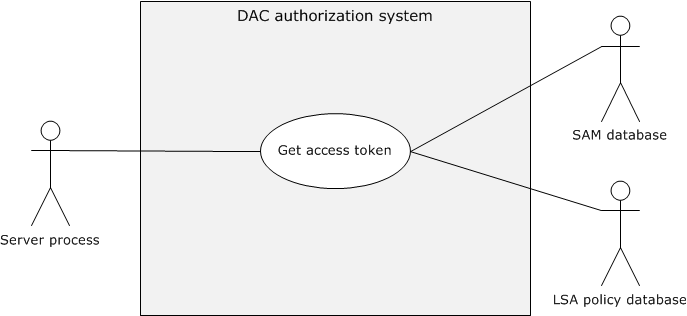 DAC authorization system
Get access token
SAM database
Server process
LSA policy database